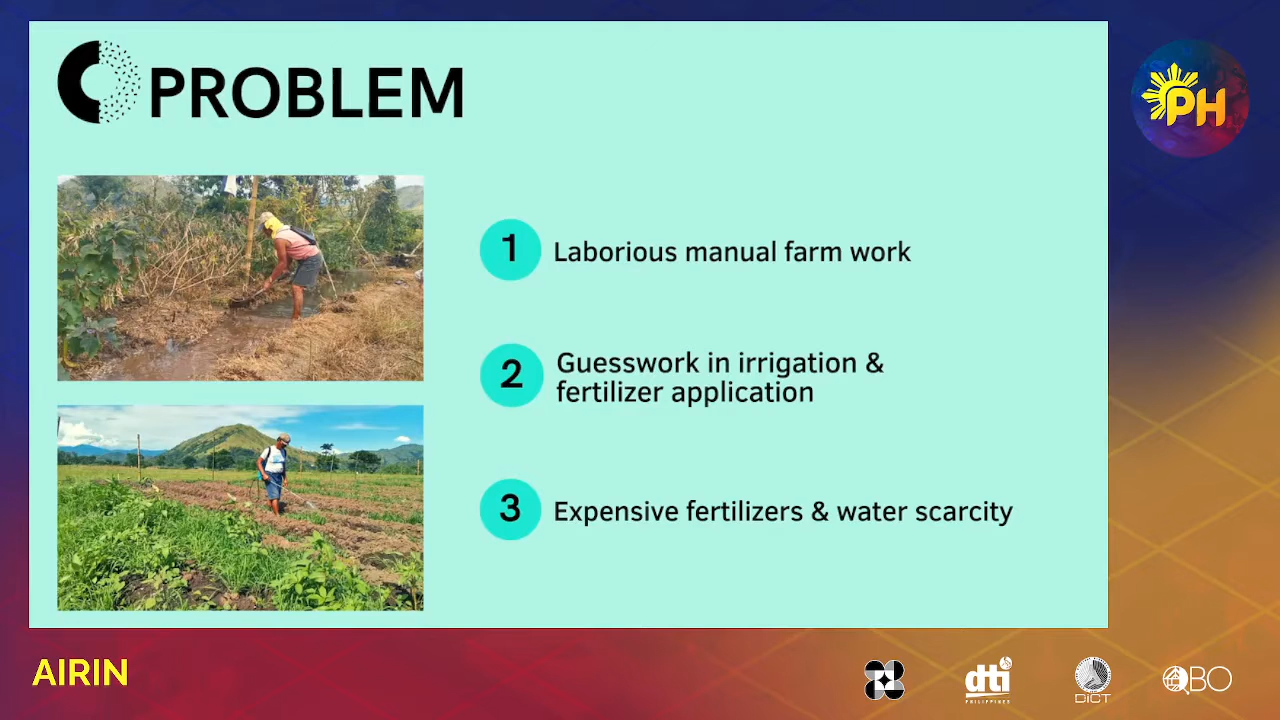 PROBLEM
PH
1 Laborious manual farm work
2 Guesswork in irrigation &
fertilizer application
3 Expensive fertilizers & water scarcity
AIRIN
dti
PHILIPPINES
DICT
QBO